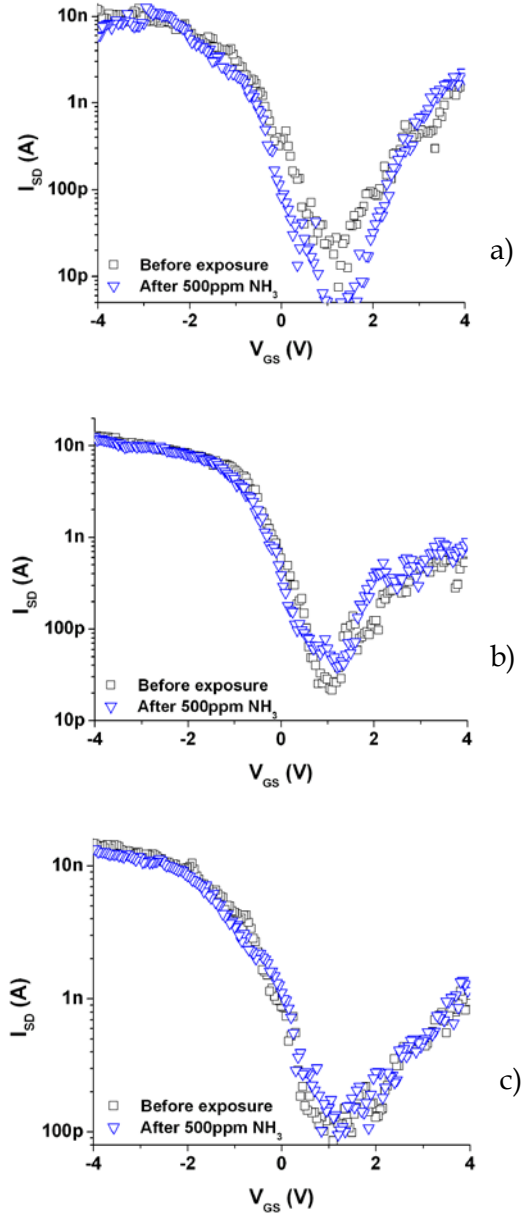 10n
1n
100p
10p
I_SD (A)
Before exposure
After 500ppm NH₃
-4 -2 0 2 4
V_GS (V)
a)
10n
1n
100p
10p
I_SD (A)
Before exposure
After 500ppm NH₃
-4 -2 0 2 4
V_GS (V)
b)
10n
1n
100p
I_SD (A)
Before exposure
After 500ppm NH₃
-4 -2 0 2 4
V_GS (V)
c)